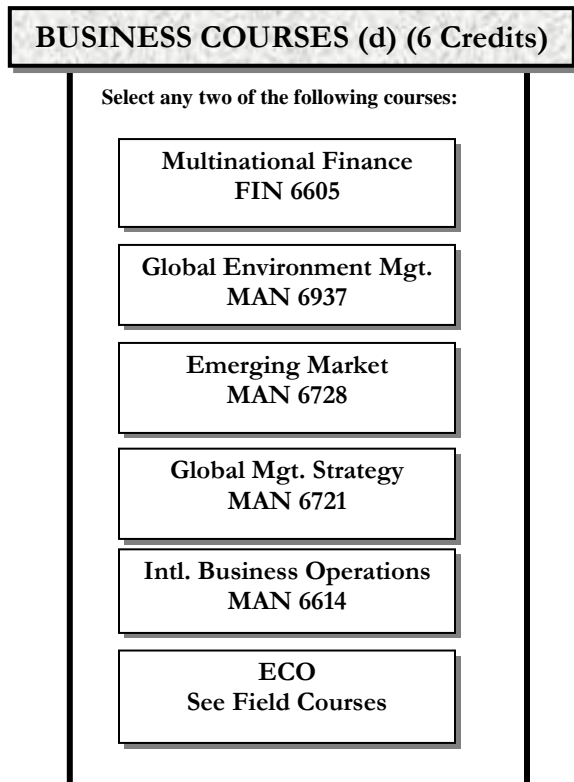 BUSINESS COURSES (d) (6 Credits)
Select any two of the following courses:
Multinational Finance
FIN 6605
Global Environment Mgt.
MAN 6937
Emerging Market
MAN 6728
Global Mgt. Strategy
MAN 6721
Intl. Business Operations
MAN 6614
ECO
See Field Courses